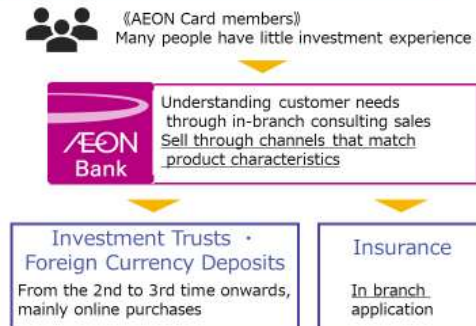 《AEON Card members》
Many people have little investment experience
ÆON
Bank
Understanding customer needs
through in-branch consulting sales
Sell through channels that match
product characteristics
Investment Trusts ・
Foreign Currency Deposits
From the 2nd to 3rd time onwards,
mainly online purchases
Insurance
In branch
application